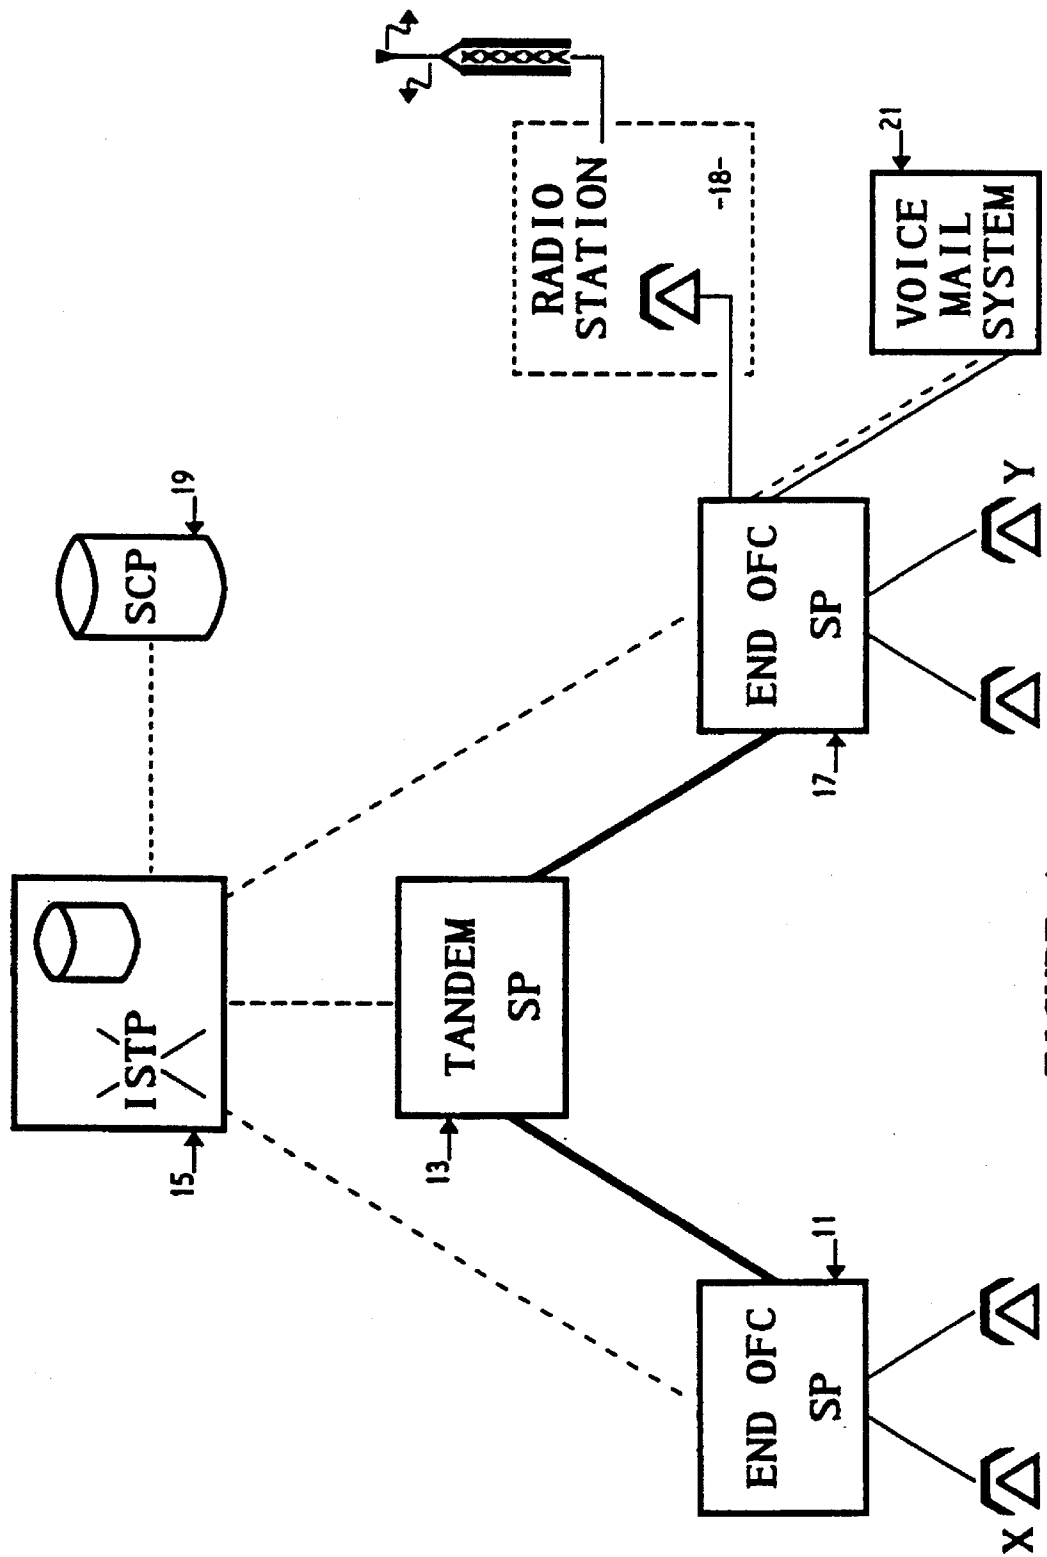 15
ISTP
SCP
19
13
TANDEM
SP
RADIO
STATION
-18-
11
END OFC
SP
17
END OFC
SP
VOICE
MAIL
SYSTEM
21
X
Y